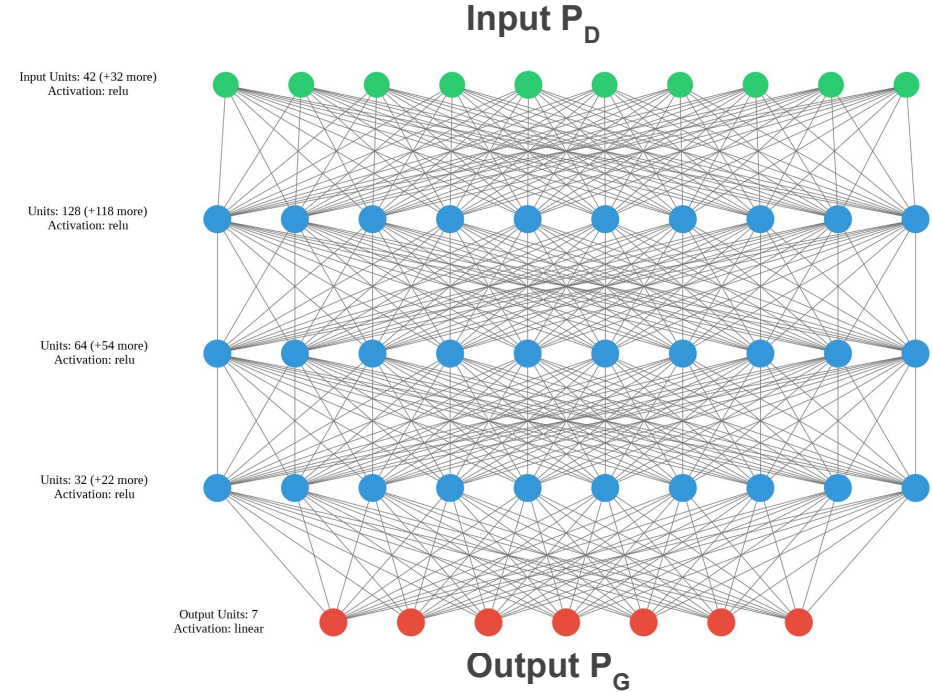 Input P_D
Input Units: 42 (+32 more)
Activation: relu
Units: 128 (+118 more)
Activation: relu
Units: 64 (+54 more)
Activation: relu
Units: 32 (+22 more)
Activation: relu
Output Units: 7
Activation: linear
Output P_G